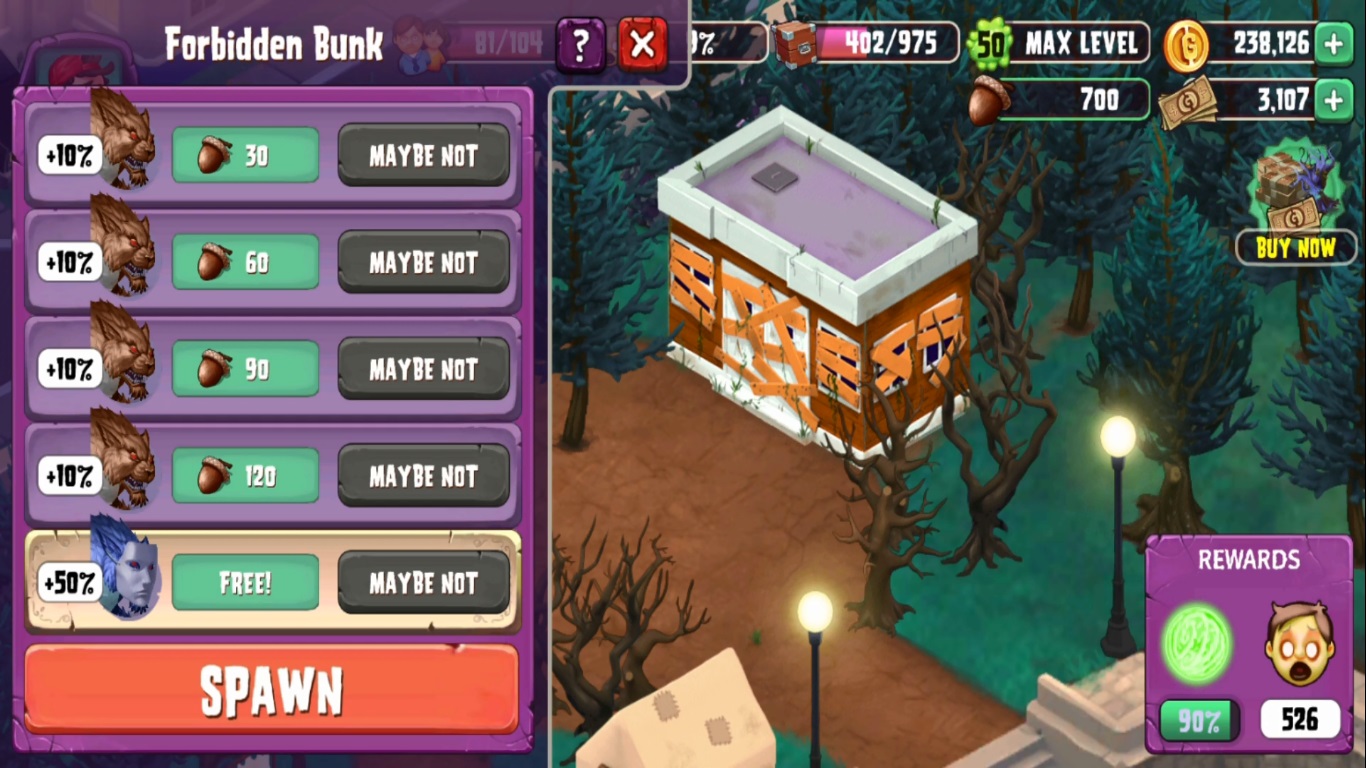 Forbidden Bunk
81/104
?
9%
402/975
50
MAX LEVEL
238,126
+
700
3,107
+
+10%
30
MAYBE NOT
+10%
60
MAYBE NOT
+10%
90
MAYBE NOT
+10%
120
MAYBE NOT
+50%
FREE!
MAYBE NOT
SPAWN
BUY NOW
REWARDS
90%
526